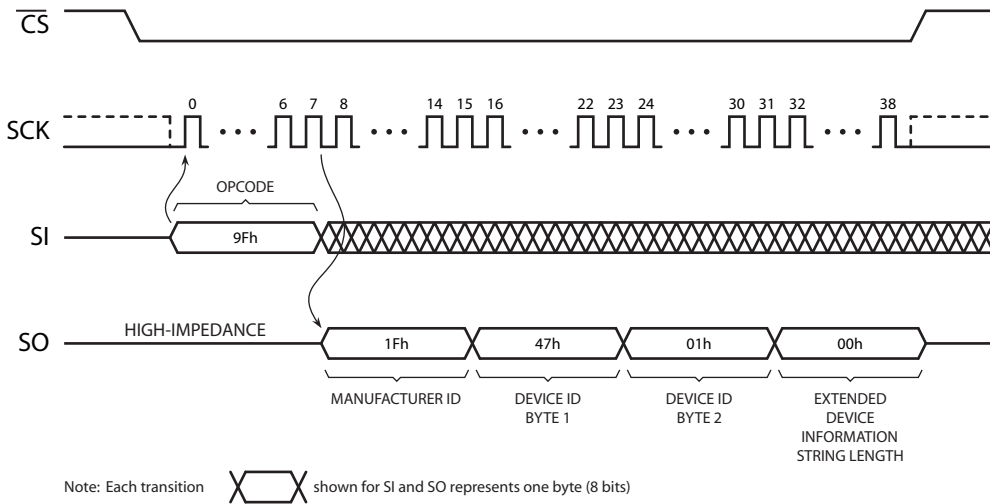 CS
0 6 7 8 14 15 16 22 23 24 30 31 32 38
SCK
OPCODE
SI 9Fh
HIGH-IMPEDANCE
SO 1Fh 47h 01h 00h
MANUFACTURER ID
DEVICE ID
BYTE 1
DEVICE ID
BYTE 2
EXTENDED
DEVICE
INFORMATION
STRING LENGTH
Note: Each transition shown for SI and SO represents one byte (8 bits)